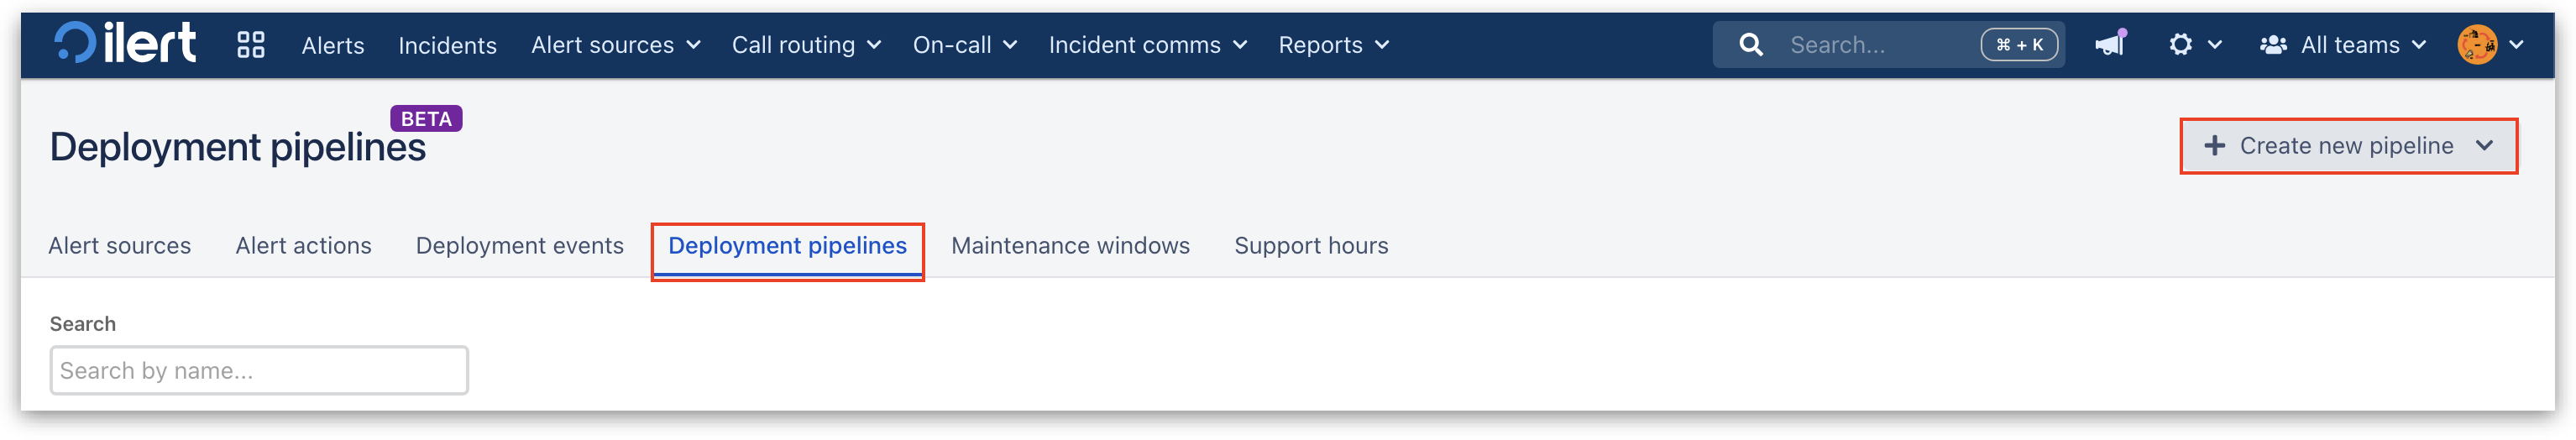 ilert Alerts Incidents Alert sources Call routing On-call Incident comms Reports Search... ⌘ + K All teams
Deployment pipelines BETA
+ Create new pipeline
Alert sources Alert actions Deployment events Deployment pipelines Maintenance windows Support hours
Search
Search by name...